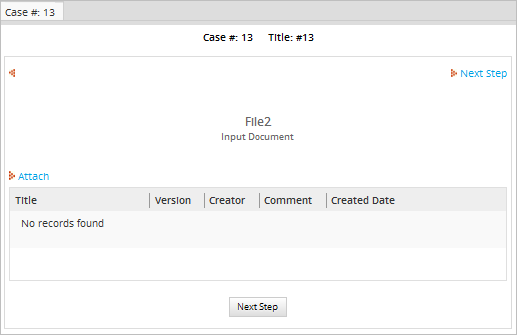 Case #: 13
Case #: 13 Title: #13
Next Step
File2
Input Document
Attach
Title Version Creator Comment Created Date
No records found
Next Step